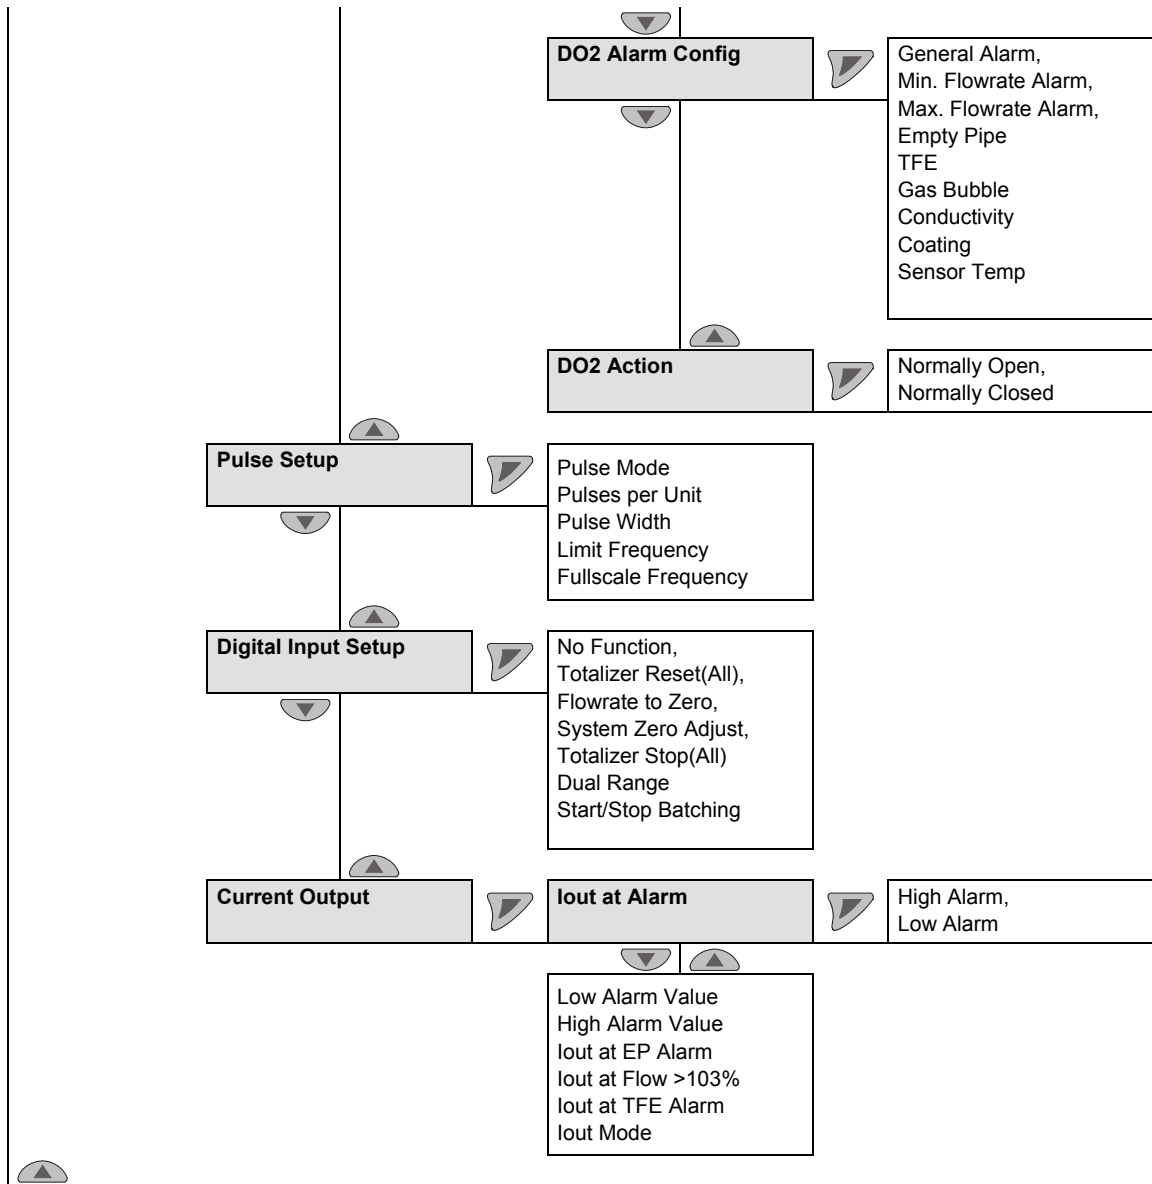 DO2 Alarm Config
General Alarm,
Min. Flowrate Alarm,
Max. Flowrate Alarm,
Empty Pipe
TFE
Gas Bubble
Conductivity
Coating
Sensor Temp
DO2 Action
Normally Open,
Normally Closed
Pulse Setup
Pulse Mode
Pulses per Unit
Pulse Width
Limit Frequency
Fullscale Frequency
Digital Input Setup
No Function,
Totalizer Reset(All),
Flowrate to Zero,
System Zero Adjust,
Totalizer Stop(All)
Dual Range
Start/Stop Batching
Current Output
Iout at Alarm
High Alarm,
Low Alarm
Low Alarm Value
High Alarm Value
Iout at EP Alarm
Iout at Flow >103%
Iout at TFE Alarm
Iout Mode